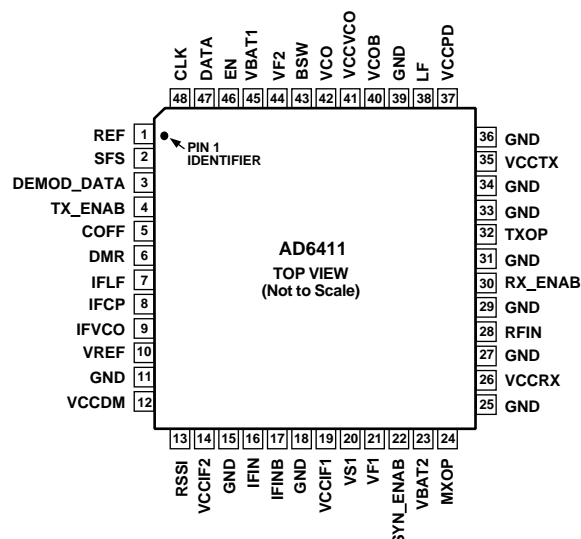 CLK
DATA
EN
VBAT1
VF2
BSW
VCO
VCCVCO
VCOB
GND
LF
VCCPD
48 47 46 45 44 43 42 41 40 39 38 37
REF 1
SFS 2
DEMOD_DATA 3
TX_ENAB 4
COFF 5
DMR 6
IFLF 7
IFCP 8
IFVCO 9
VREF 10
GND 11
VCCDM 12
PIN 1
IDENTIFIER
AD6411
TOP VIEW
(Not to Scale)
36 GND
35 VCCTX
34 GND
33 GND
32 TXOP
31 GND
30 RX_ENAB
29 GND
28 RFIN
27 GND
26 VCCRX
25 GND
13 14 15 16 17 18 19 20 21 22 23 24
RSSI
VCCIF2
GND
IFIN
IFINB
GND
VCCIF1
VS1
VF1
SYN_ENAB
VBAT2
MXOP